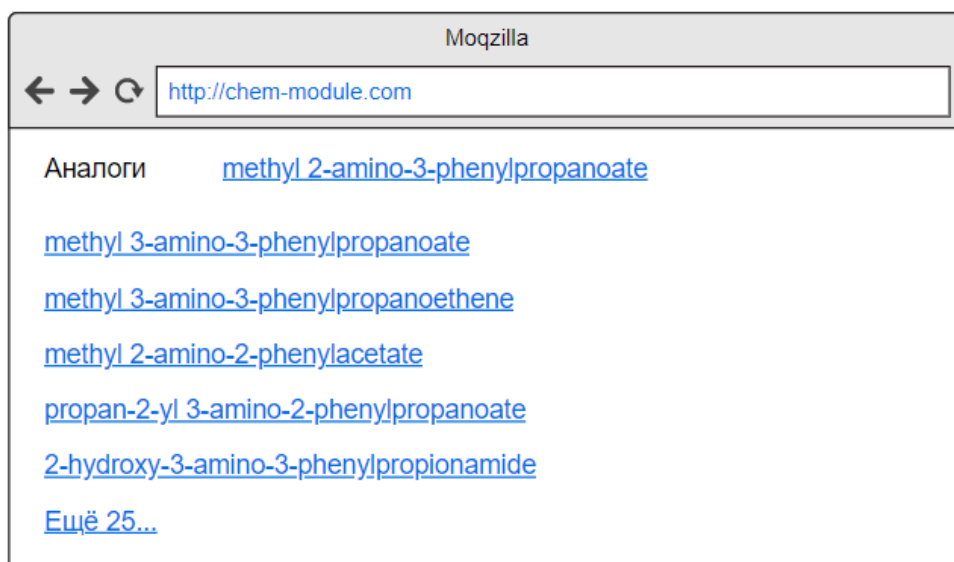 Moqzilla
http://chem-module.com
Аналоги methyl 2-amino-3-phenylpropanoate
methyl 3-amino-3-phenylpropanoate
methyl 3-amino-3-phenylpropanoethene
methyl 2-amino-2-phenylacetate
propan-2-yl 3-amino-2-phenylpropanoate
2-hydroxy-3-amino-3-phenylpropionamide
Ещё 25...